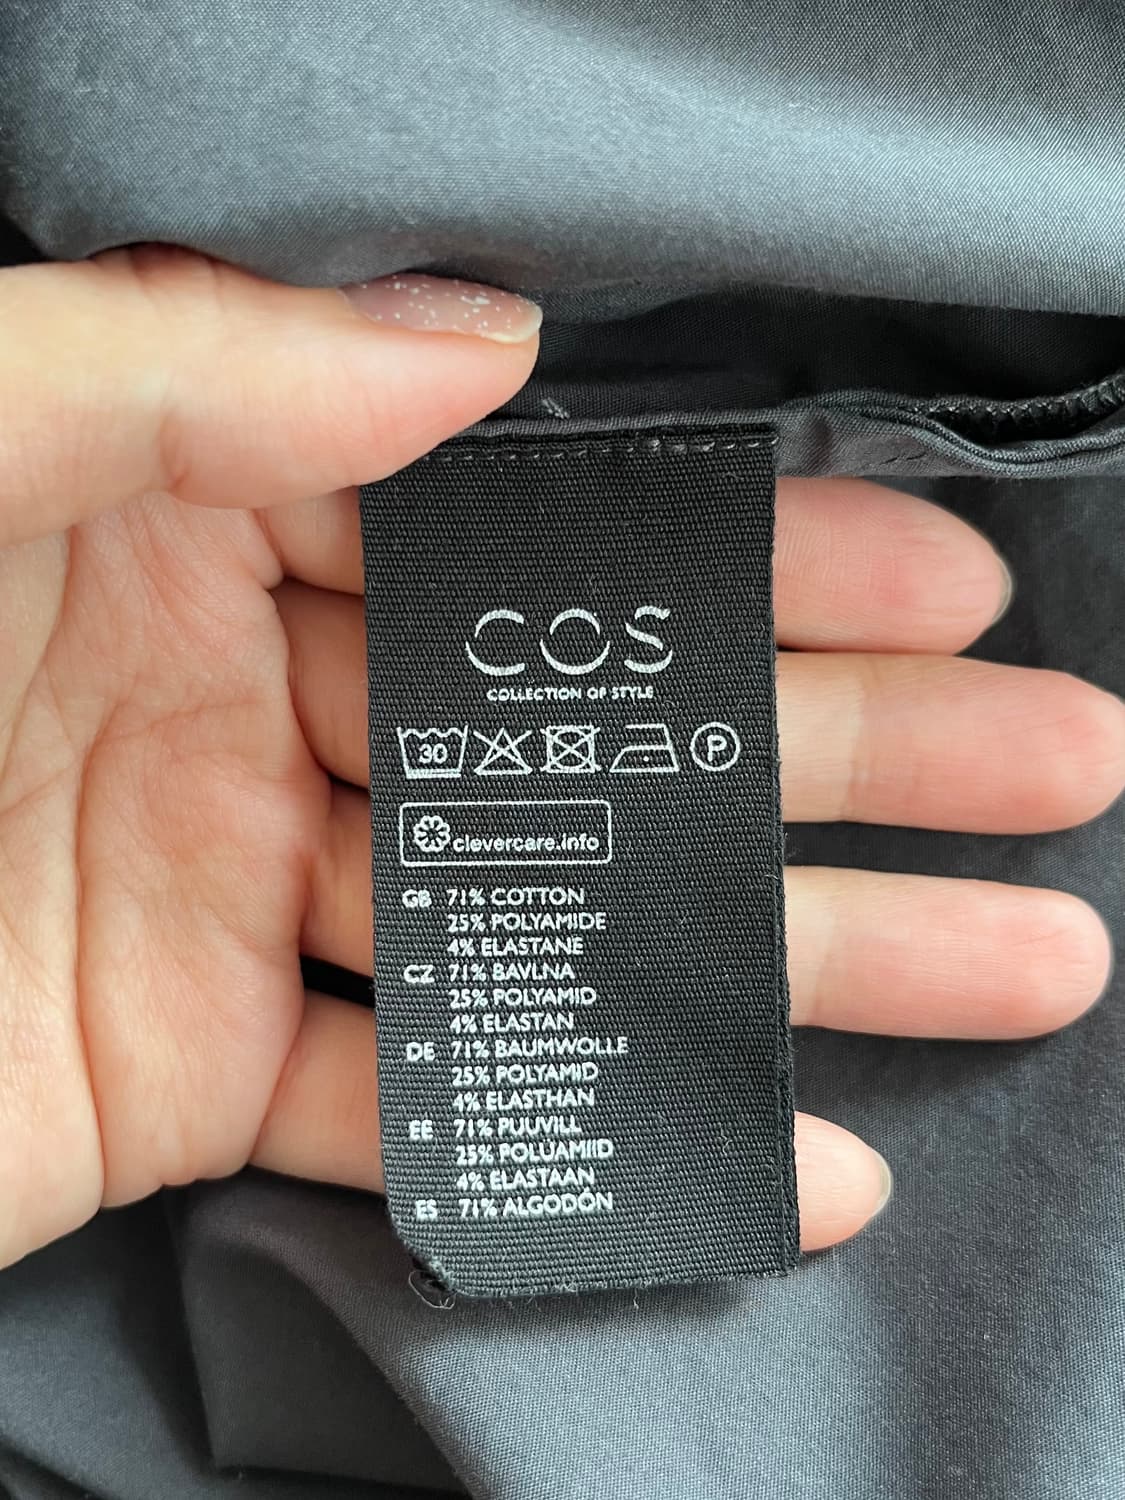 COS
COLLECTION OF STYLE
30 P
clevercare.info
GB 71% COTTON
25% POLYAMIDE
4% ELASTANE
CZ 71% BAVLNA
25% POLYAMID
4% ELASTAN
DE 71% BAUMWOLLE
25% POLYAMID
4% ELASTHAN
EE 71% PUUVILL
25% POLÜAMIID
4% ELASTAAN
ES 71% ALGODÓN